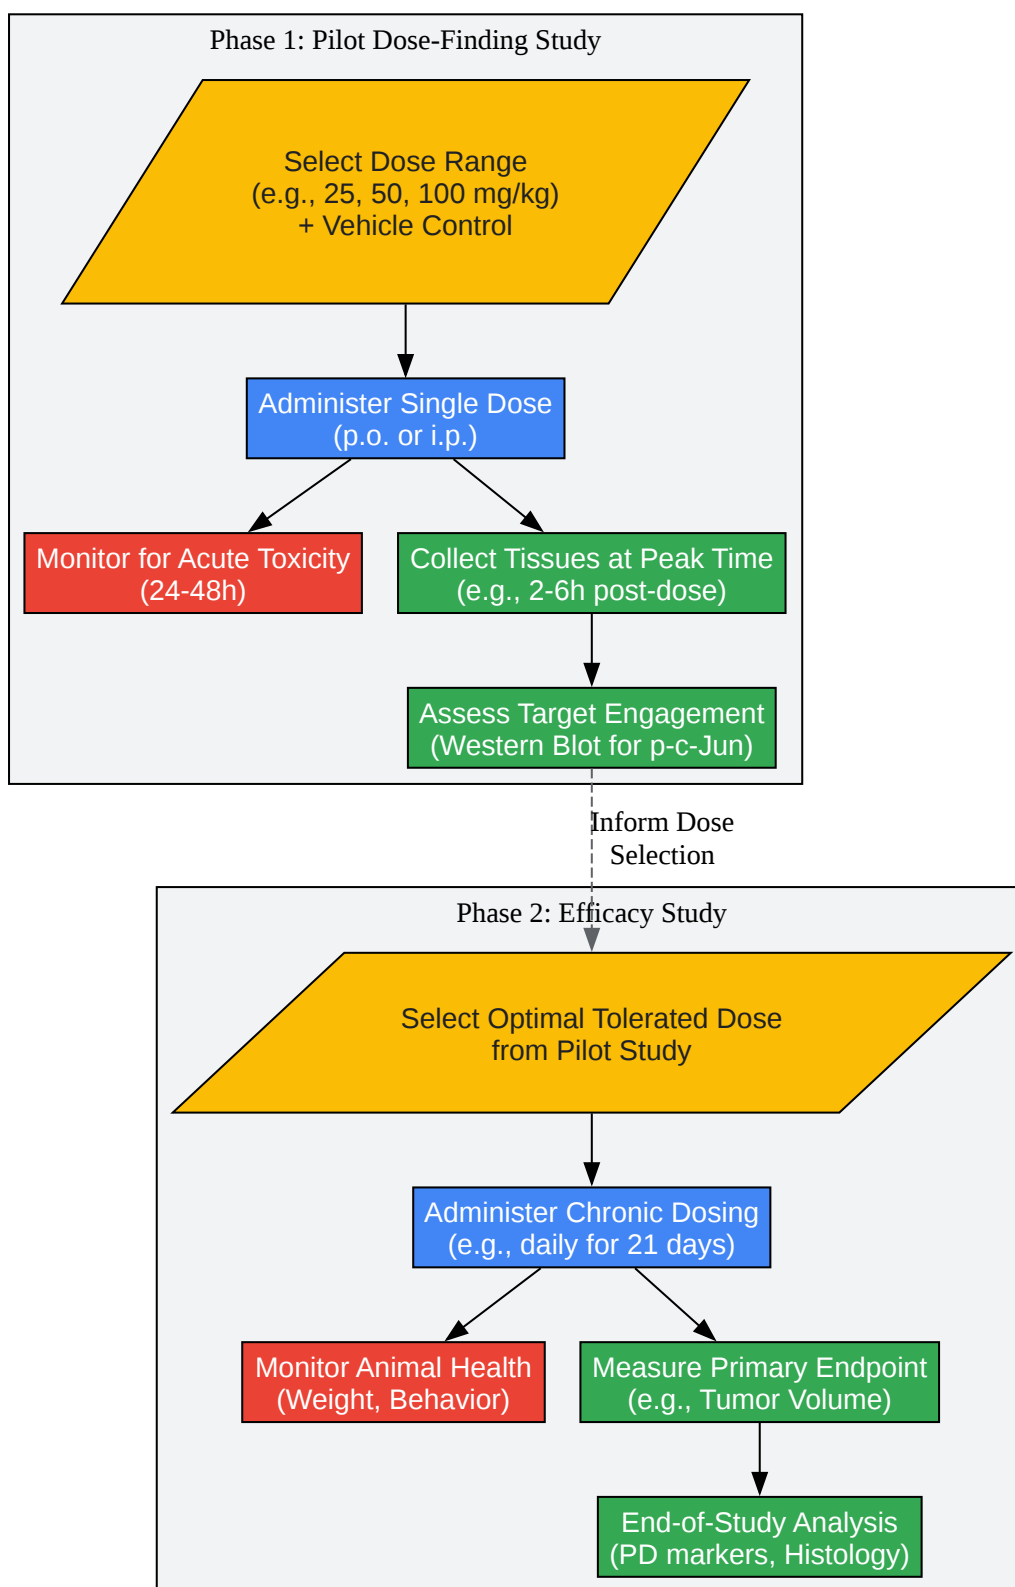 Phase 1: Pilot Dose-Finding Study
Select Dose Range
(e.g., 25, 50, 100 mg/kg)
+ Vehicle Control
Administer Single Dose
(p.o. or i.p.)
Monitor for Acute Toxicity
(24-48h)
Collect Tissues at Peak Time
(e.g., 2-6h post-dose)
Assess Target Engagement
(Western Blot for p-c-Jun)
Inform Dose
Selection
Phase 2: Efficacy Study
Select Optimal Tolerated Dose
from Pilot Study
Administer Chronic Dosing
(e.g., daily for 21 days)
Monitor Animal Health
(Weight, Behavior)
Measure Primary Endpoint
(e.g., Tumor Volume)
End-of-Study Analysis
(PD markers, Histology)